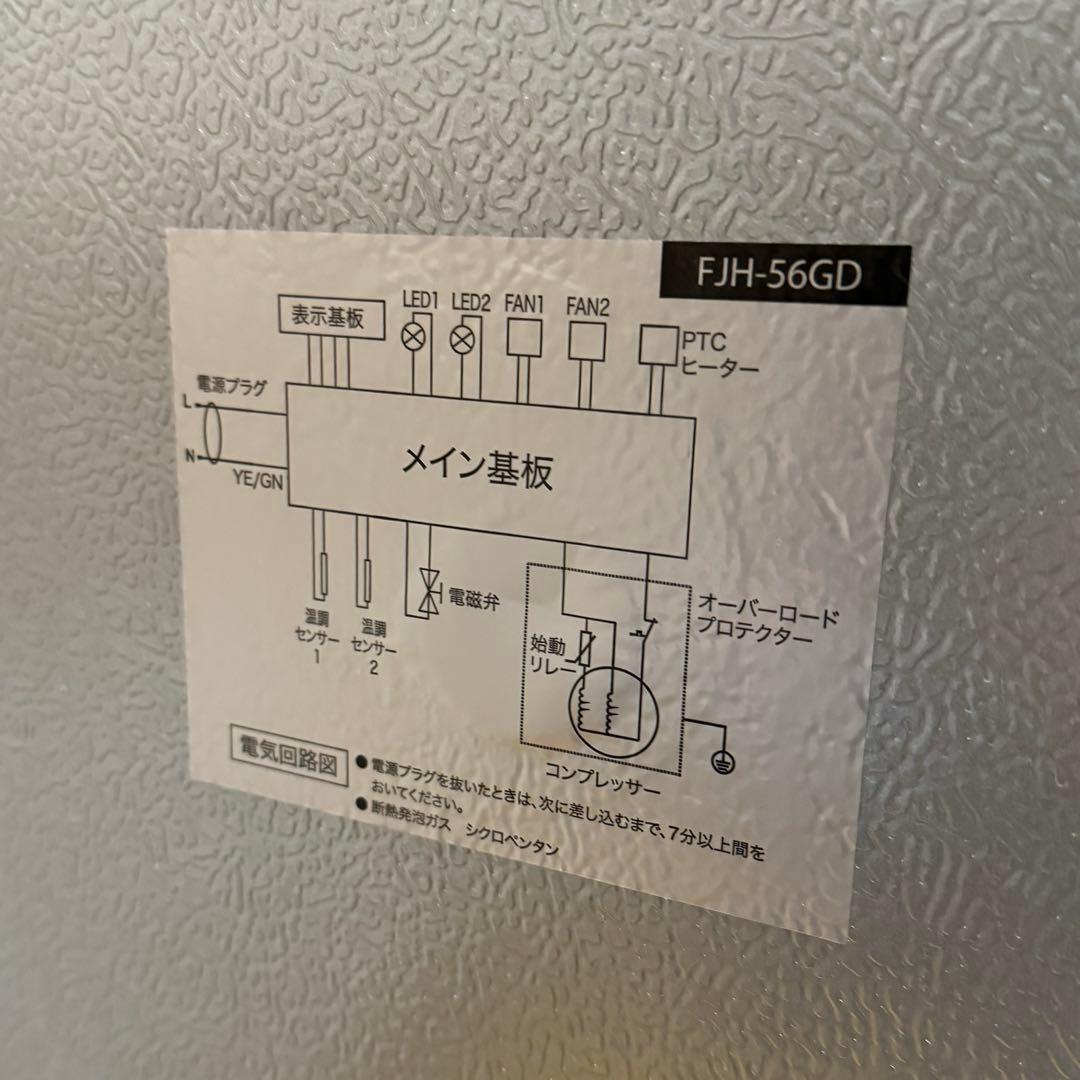 FJH-56GD
LED1 LED2 FAN1 FAN2
表示基板
PTC
ヒーター
電源プラグ
L
N
YE/GN
メイン基板
温調
センサー
1
温調
センサー
2
電磁弁
オーバーロード
プロテクター
始動
リレー
コンプレッサー
電気回路図
●電源プラグを抜いたときは、次に差し込むまで、7分以上間を
おいてください。
●断熱発泡ガス シクロペンタン